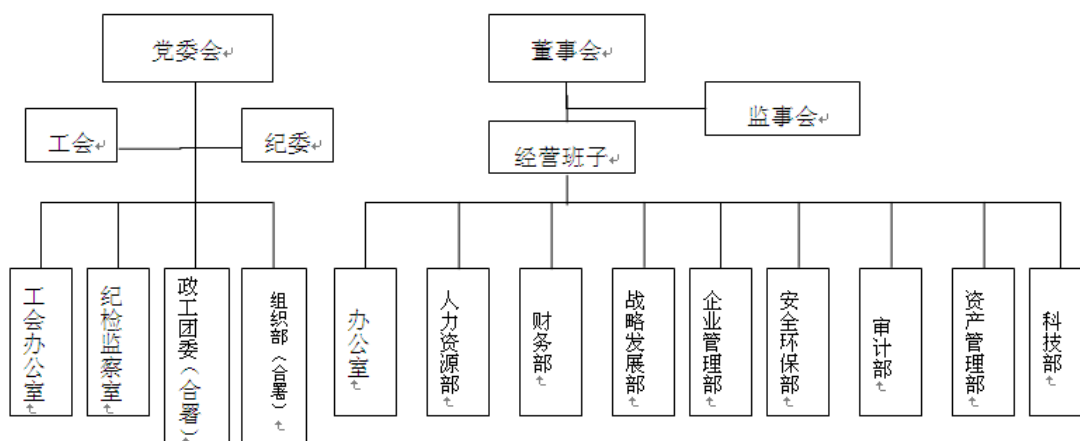 党委会
董事会
监事会
工会
纪委
经营班子
工会办公室
纪检监察室
政工团委（合署）
组织部（合署）
办公室
人力资源部
财务部
战略发展部
企业管理部
安全环保部
审计部
资产管理部
科技部